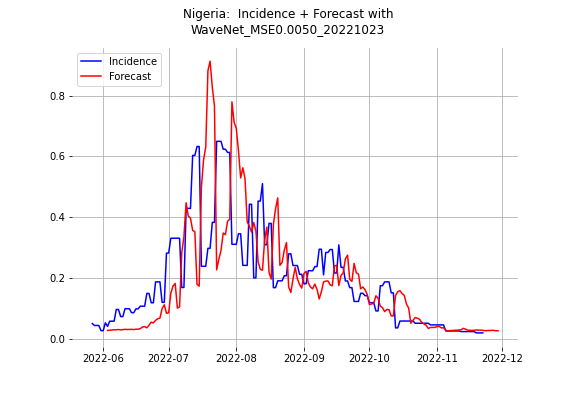 Nigeria:  Incidence + Forecast with
WaveNet_MSE0.0050_20221023
Incidence
Forecast
0.8
0.6
0.4
0.2
0.0
2022-06 2022-07 2022-08 2022-09 2022-10 2022-11 2022-12